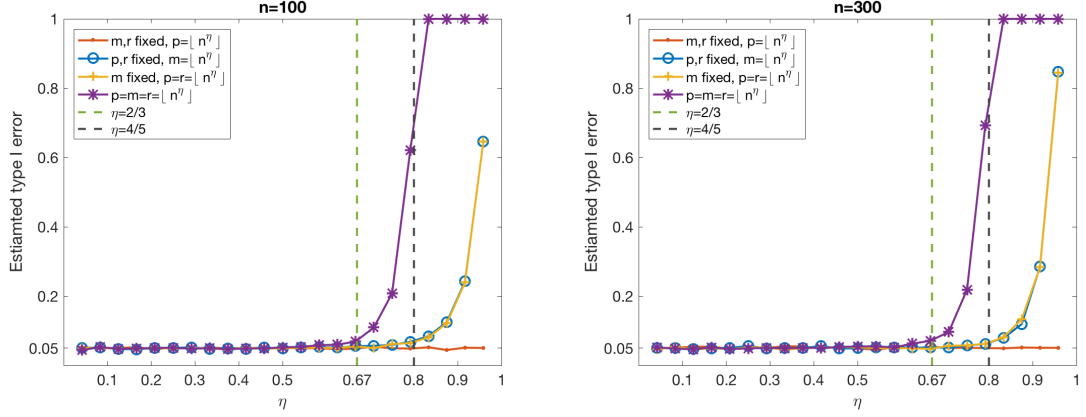 n=100
Estiamted type I error
1
0.8
0.6
0.4
0.2
0.05
m,r fixed, p=⌊ n^η ⌋
p,r fixed, m=⌊ n^η ⌋
m fixed, p=r=⌊ n^η ⌋
p=m=r=⌊ n^η ⌋
η=2/3
η=4/5
0.1 0.2 0.3 0.4 0.5 0.67 0.8 0.9 1
η
n=300
Estiamted type I error
1
0.8
0.6
0.4
0.2
0.05
m,r fixed, p=⌊ n^η ⌋
p,r fixed, m=⌊ n^η ⌋
m fixed, p=r=⌊ n^η ⌋
p=m=r=⌊ n^η ⌋
η=2/3
η=4/5
0.1 0.2 0.3 0.4 0.5 0.67 0.8 0.9 1
η